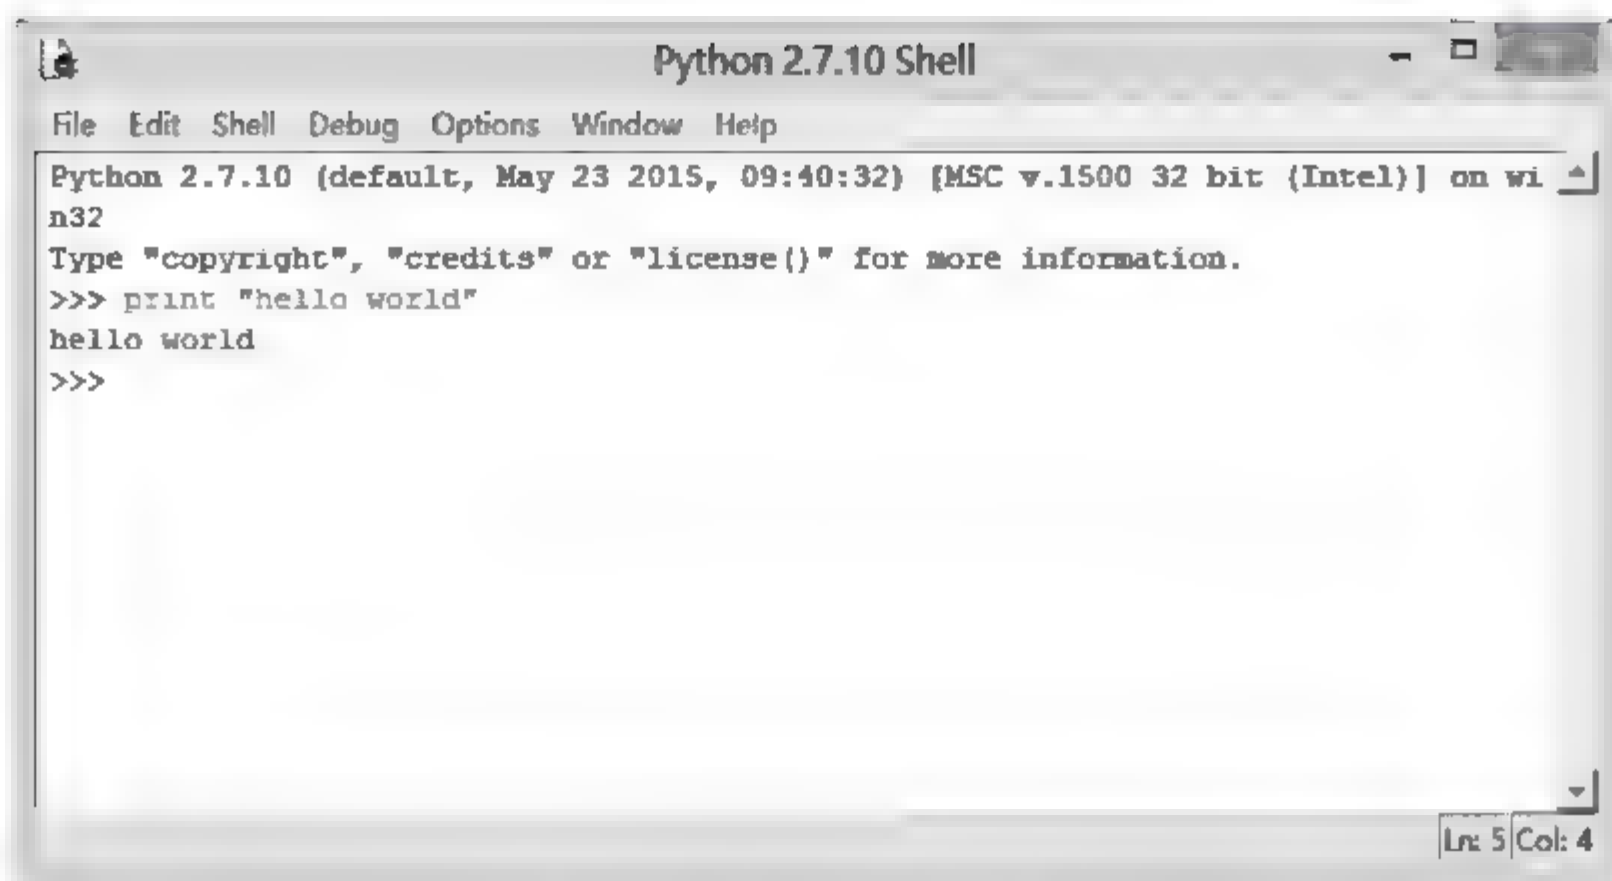 Python 2.7.10 Shell
File Edit Shell Debug Options Window Help
Python 2.7.10 (default, May 23 2015, 09:40:32) [MSC v.1500 32 bit (Intel)] on wi
n32
Type "copyright", "credits" or "license()" for more information.
>>> print "hello world"
hello world
>>>
Ln: 5 Col: 4